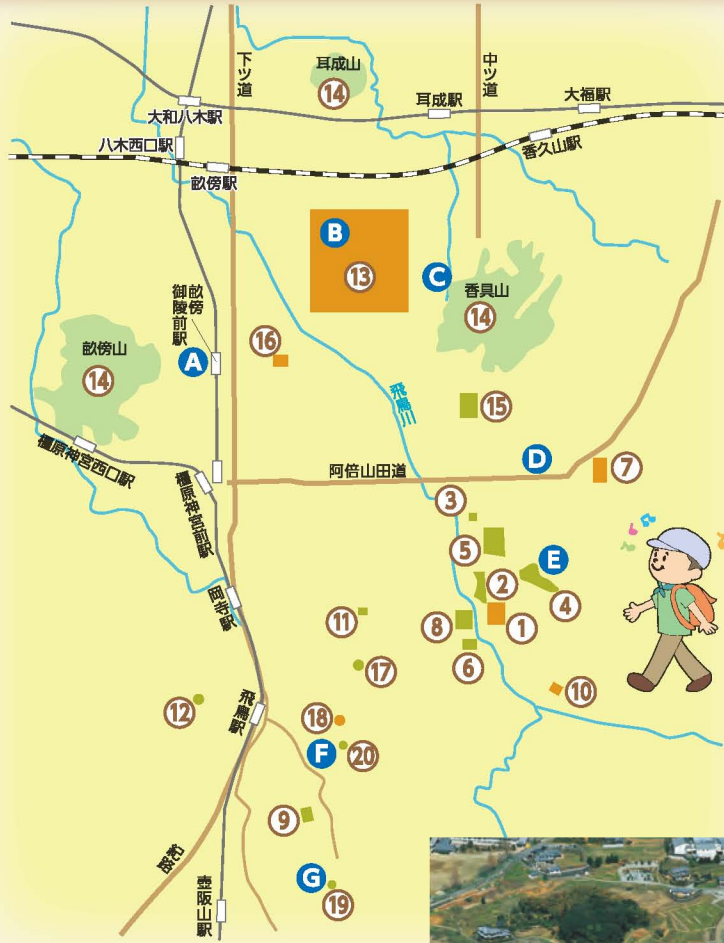 下ツ道
中ツ道
耳成山
⑭
大和八木駅
耳成駅
大福駅
八木西口駅
香久山駅
畝傍駅
B
⑬
C
香具山
⑭
畝傍
御陵前駅
A
⑯
畝傍山
⑭
飛鳥川
⑮
橿原神宮西口駅
橿原神宮前駅
阿倍山田道
D
⑦
③
⑤
E
②
④
岡寺駅
⑪
⑧
①
⑥
⑰
⑩
⑫
飛鳥駅
⑱
F
⑳
⑨
紀路
G
⑲
壺阪山駅